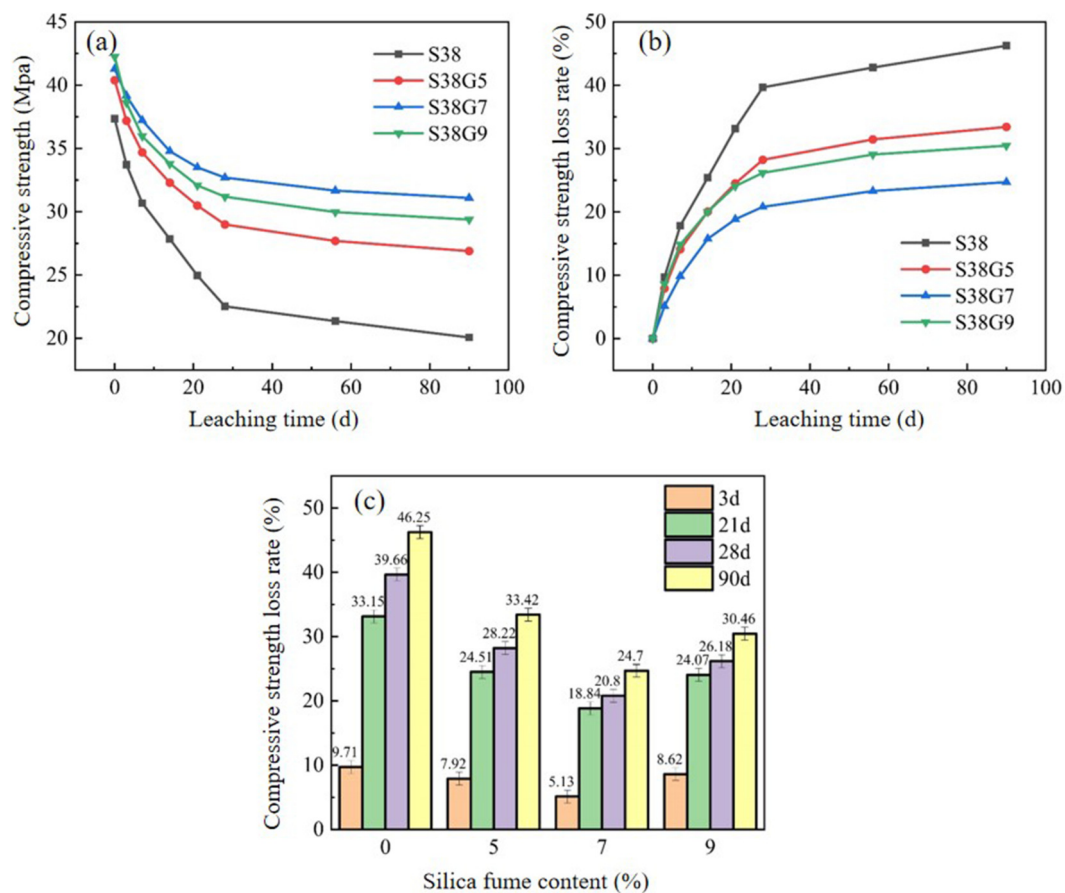 (a)
S38
S38G5
S38G7
S38G9
Compressive strength (Mpa)
45
40
35
30
25
20
0 20 40 60 80 100
Leaching time (d)
(b)
S38
S38G5
S38G7
S38G9
Compressive strength loss rate (%)
50
40
30
20
10
0
0 20 40 60 80 100
Leaching time (d)
(c)
3d
21d
28d
90d
Compressive strength loss rate (%)
50
40
30
20
10
0
9.71
33.15
39.66
46.25
7.92
24.51
28.22
33.42
5.13
18.84
20.8
24.7
8.62
24.07
26.18
30.46
0 5 7 9
Silica fume content (%)